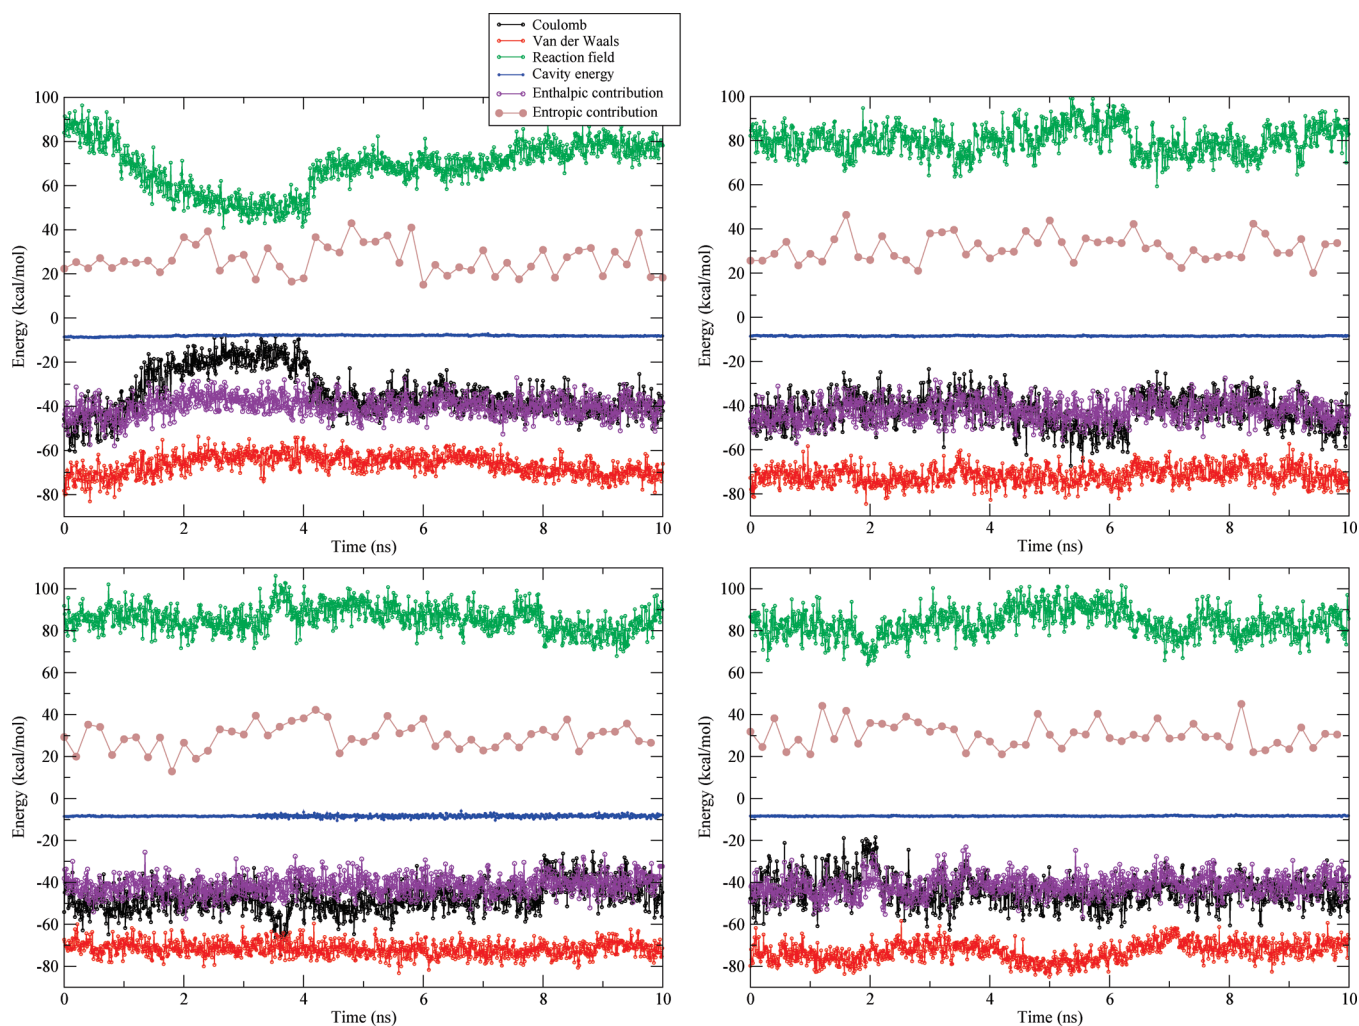 Coulomb
Van der Waals
Reaction field
Cavity energy
Enthalpic contribution
Entropic contribution
100
80
60
40
20
0
-20
-40
-60
-80
Energy (kcal/mol)
0 2 4 6 8 10
Time (ns)
100
80
60
40
20
0
-20
-40
-60
-80
Energy (kcal/mol)
0 2 4 6 8 10
Time (ns)
100
80
60
40
20
0
-20
-40
-60
-80
Energy (kcal/mol)
0 2 4 6 8 10
Time (ns)
100
80
60
40
20
0
-20
-40
-60
-80
Energy (kcal/mol)
0 2 4 6 8 10
Time (ns)